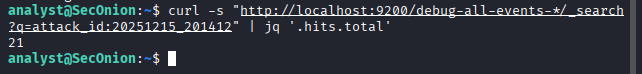 analyst@SecOnion:~$ curl -s "http://localhost:9200/debug-all-events-*/_search
?q=attack_id:20251215_201412" | jq '.hits.total'
21
analyst@SecOnion:~$